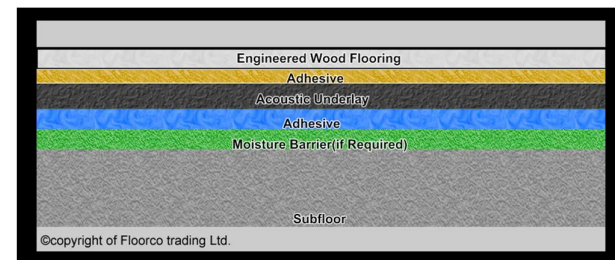 Engineered Wood Flooring
Adhesive
Acoustic Underlay
Adhesive
Moisture Barrier(if Required)
Subfloor
©copyright of Floorco trading Ltd.